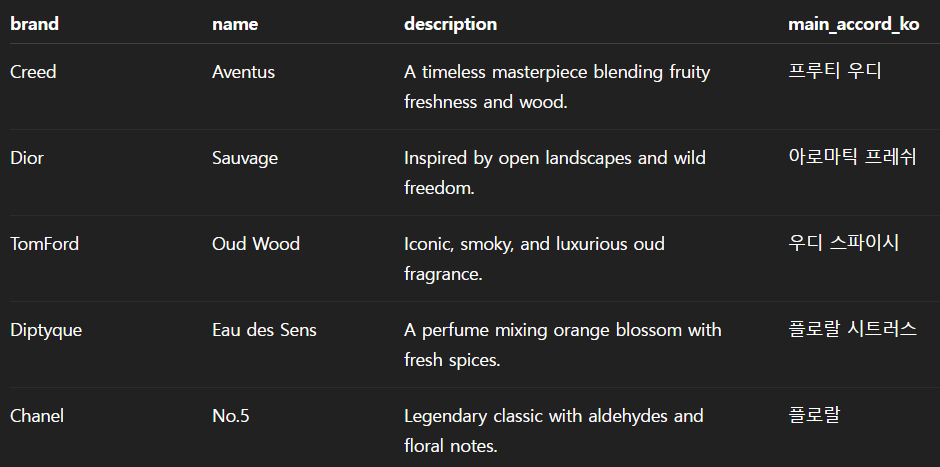 brand name description main_accord_ko
Creed Aventus A timeless masterpiece blending fruity 프루티 우디
freshness and wood.
Dior Sauvage Inspired by open landscapes and wild 아로마틱 프레쉬
freedom.
TomFord Oud Wood Iconic, smoky, and luxurious oud 우디 스파이시
fragrance.
Diptyque Eau des Sens A perfume mixing orange blossom with 플로랄 시트러스
fresh spices.
Chanel No.5 Legendary classic with aldehydes and 플로랄
floral notes.